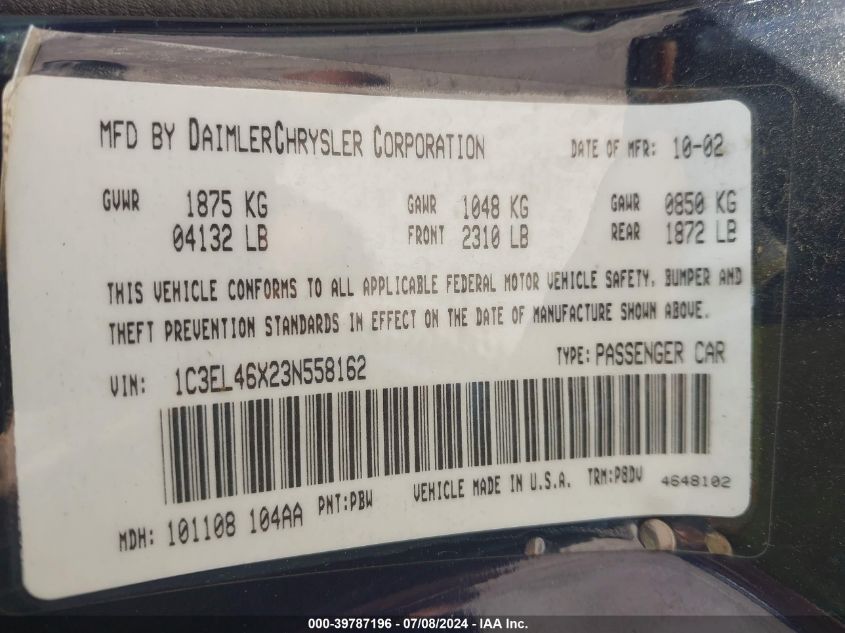 MFD BY DAIMLERCHRYSLER CORPORATION DATE OF MFR: 10-02
GVWR 1875 KG GAWR 1048 KG GAWR 0850 KG
04132 LB FRONT 2310 LB REAR 1872 LB
THIS VEHICLE CONFORMS TO ALL APPLICABLE FEDERAL MOTOR VEHICLE SAFETY, BUMPER AND
THEFT PREVENTION STANDARDS IN EFFECT ON THE DATE OF MANUFACTURE SHOWN ABOVE.
VIN: 1C3EL46X23N558162 TYPE: PASSENGER CAR
MDH: 101108 104AA PNT:PBW VEHICLE MADE IN U.S.A. TRM:P8DV 4648102
000-39787196 - 07/08/2024 - IAA Inc.